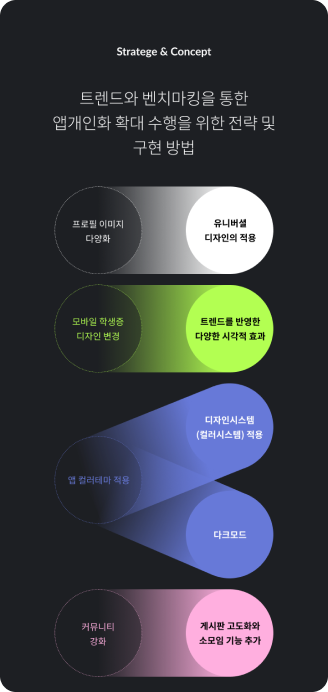 Stratege & Concept
트렌드와 벤치마킹을 통한
앱개인화 확대 수행을 위한 전략 및
구현 방법
프로필 이미지
다양화
유니버셜
디자인의 적용
모바일 학생증
디자인 변경
트렌드를 반영한
다양한 시각적 효과
디자인시스템
(컬러시스템) 적용
앱 컬러테마 적용
다크모드
커뮤니티
강화
게시판 고도화와
소모임 기능 추가